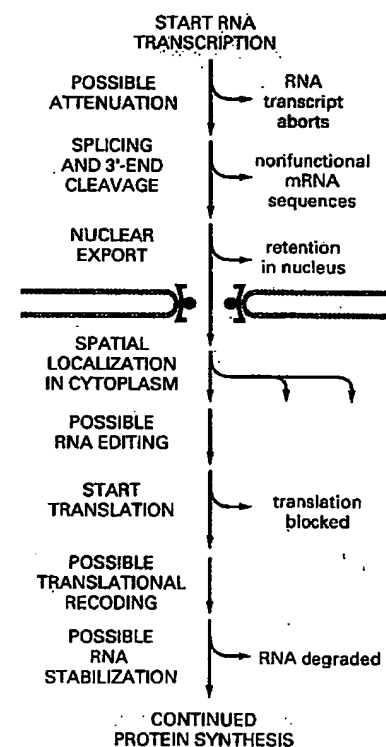 START RNA
TRANSCRIPTION
POSSIBLE
ATTENUATION
RNA
transcript
aborts
SPLICING
AND 3'-END
CLEAVAGE
nonfunctional
mRNA
sequences
NUCLEAR
EXPORT
retention
in nucleus
SPATIAL
LOCALIZATION
IN CYTOPLASM
POSSIBLE
RNA EDITING
START
TRANSLATION
translation
blocked
POSSIBLE
TRANSLATIONAL
RECODING
POSSIBLE
RNA
STABILIZATION
RNA degraded
CONTINUED
PROTEIN SYNTHESIS